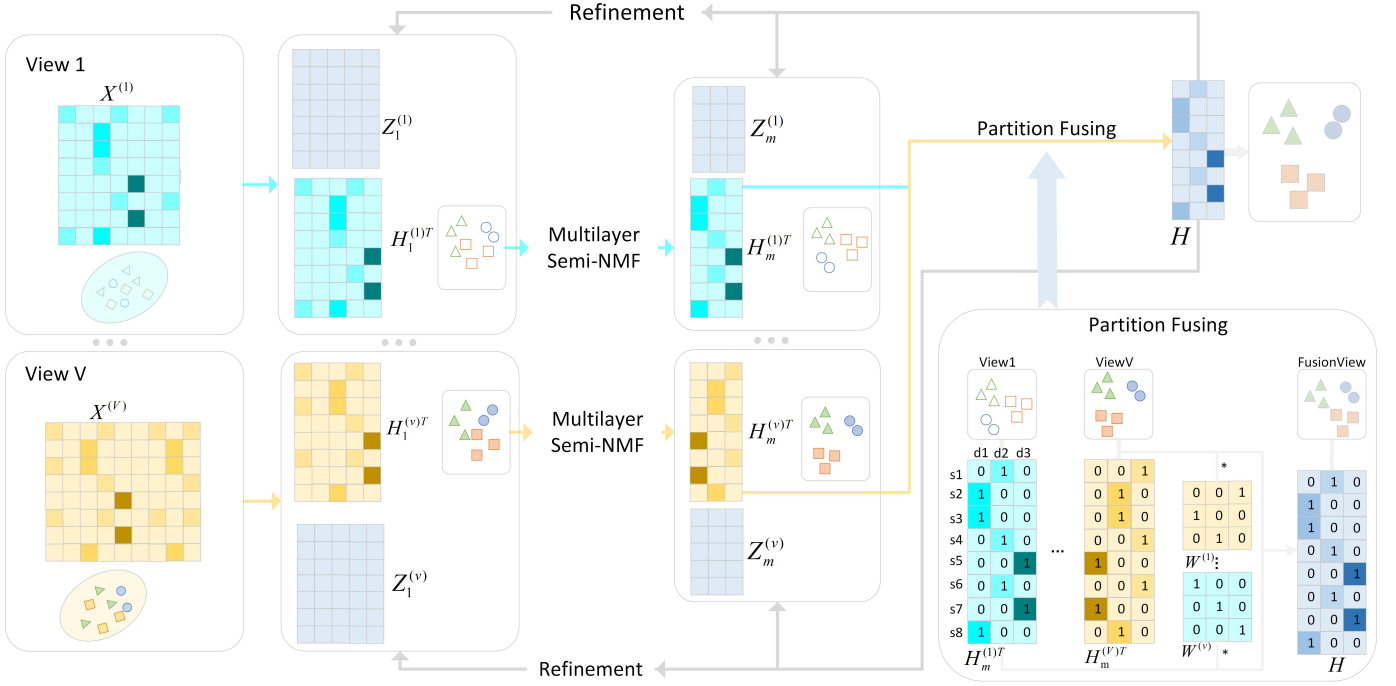 Refinement
View 1
X^{(1)}
Z_1^{(1)}
H_1^{(1)T}
Multilayer
Semi-NMF
Z_m^{(1)}
H_m^{(1)T}
Partition Fusing
H
View V
X^{(V)}
H_1^{(v)T}
Z_1^{(v)}
Multilayer
Semi-NMF
H_m^{(v)T}
Z_m^{(v)}
Refinement
Partition Fusing
View1
ViewV
FusionView
d1 d2 d3
s1 0 1 0
s2 1 0 0
s3 1 0 0
s4 0 1 0
s5 0 0 1
s6 0 1 0
s7 0 0 1
s8 1 0 0
H_m^{(1)T}
...
0 0 1
0 1 0
0 1 0
0 0 1
1 0 0
0 0 1
1 0 0
0 1 0
H_m^{(V)T}
*
0 0 1
1 0 0
0 1 0
W^{(1)}
1 0 0
0 1 0
0 0 1
W^{(v)} *
0 1 0
1 0 0
1 0 0
0 1 0
0 0 1
0 1 0
0 0 1
1 0 0
H